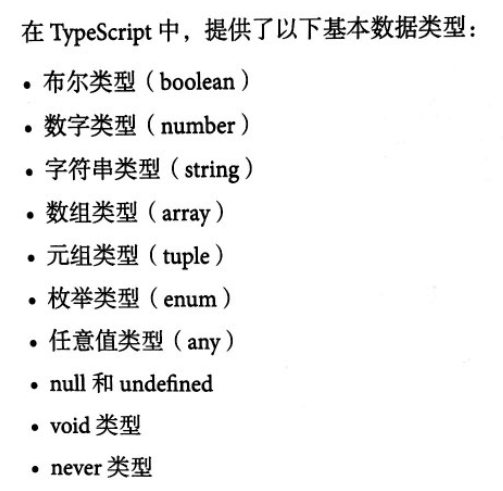 在 TypeScript 中，提供了以下基本数据类型：
• 布尔类型（boolean）
• 数字类型（number）
• 字符串类型（string）
• 数组类型（array）
• 元组类型（tuple）
• 枚举类型（enum）
• 任意值类型（any）
• null 和 undefined
• void 类型
• never 类型